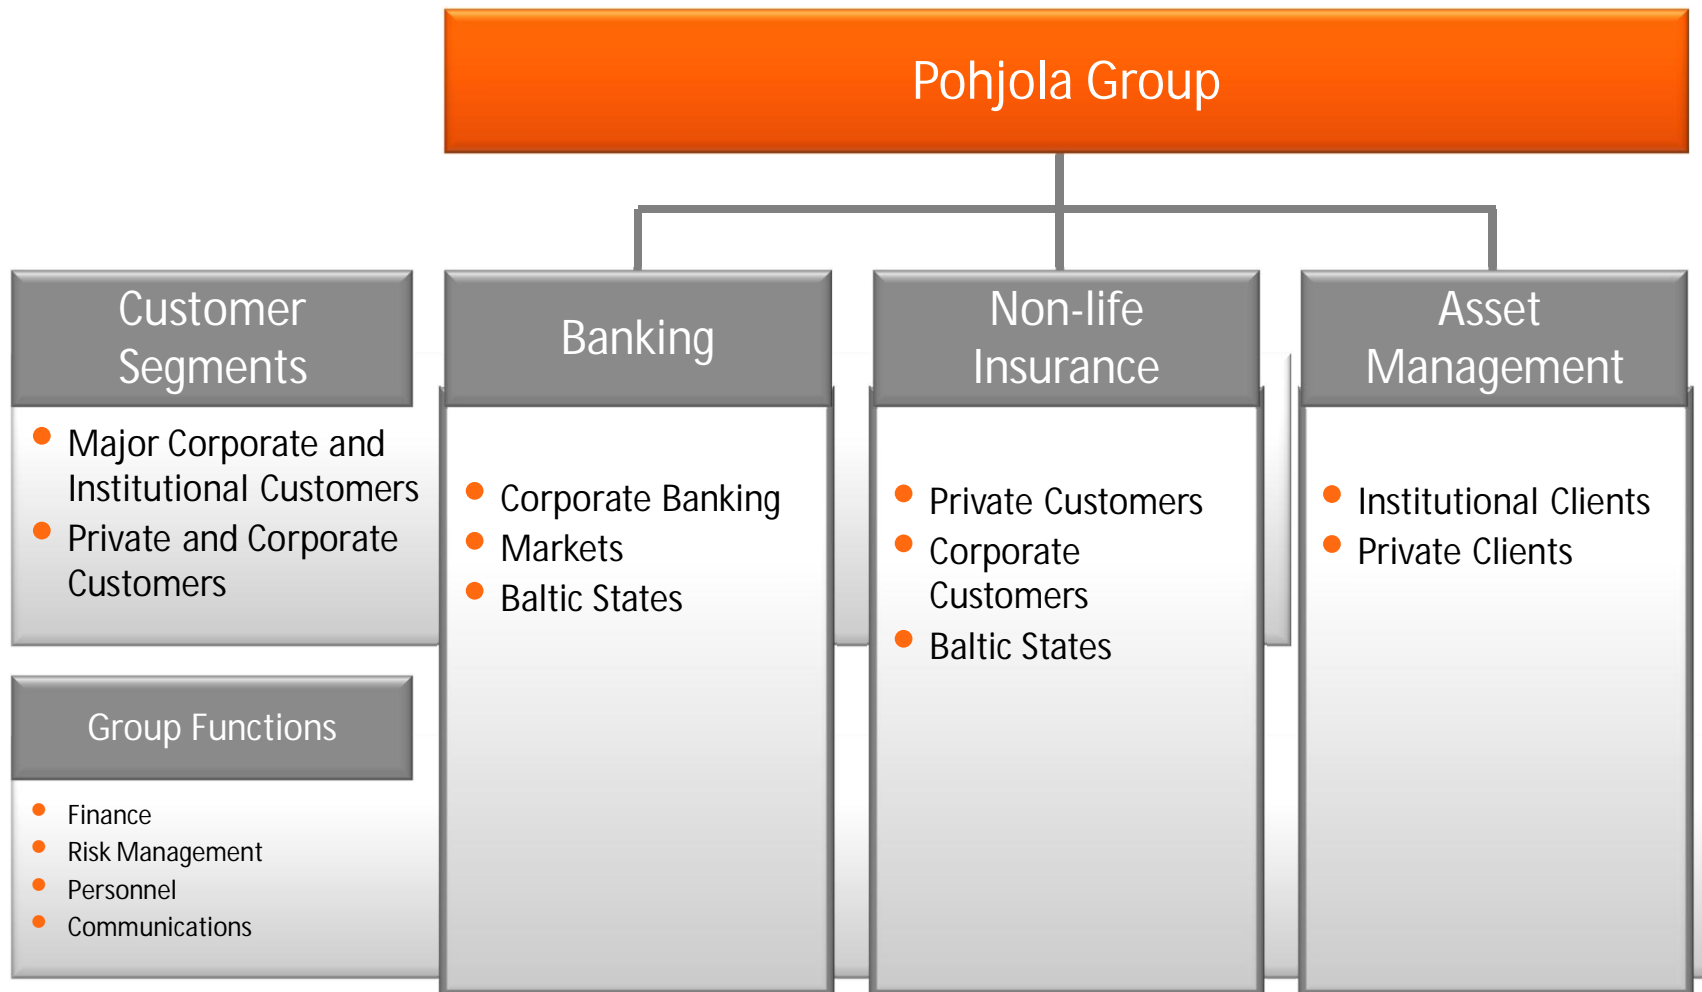 Pohjola Group
Customer
Segments
• Major Corporate and
Institutional Customers
• Private and Corporate
Customers
Banking
• Corporate Banking
• Markets
• Baltic States
Non-life
Insurance
• Private Customers
• Corporate
Customers
• Baltic States
Asset
Management
• Institutional Clients
• Private Clients
Group Functions
• Finance
• Risk Management
• Personnel
• Communications